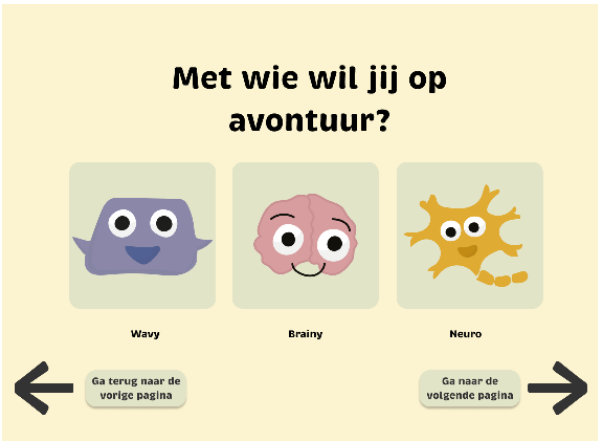 Met wie wil jij op
avontuur?
Wavy
Brainy
Neuro
Ga terug naar de
vorige pagina
Ga naar de
volgende pagina